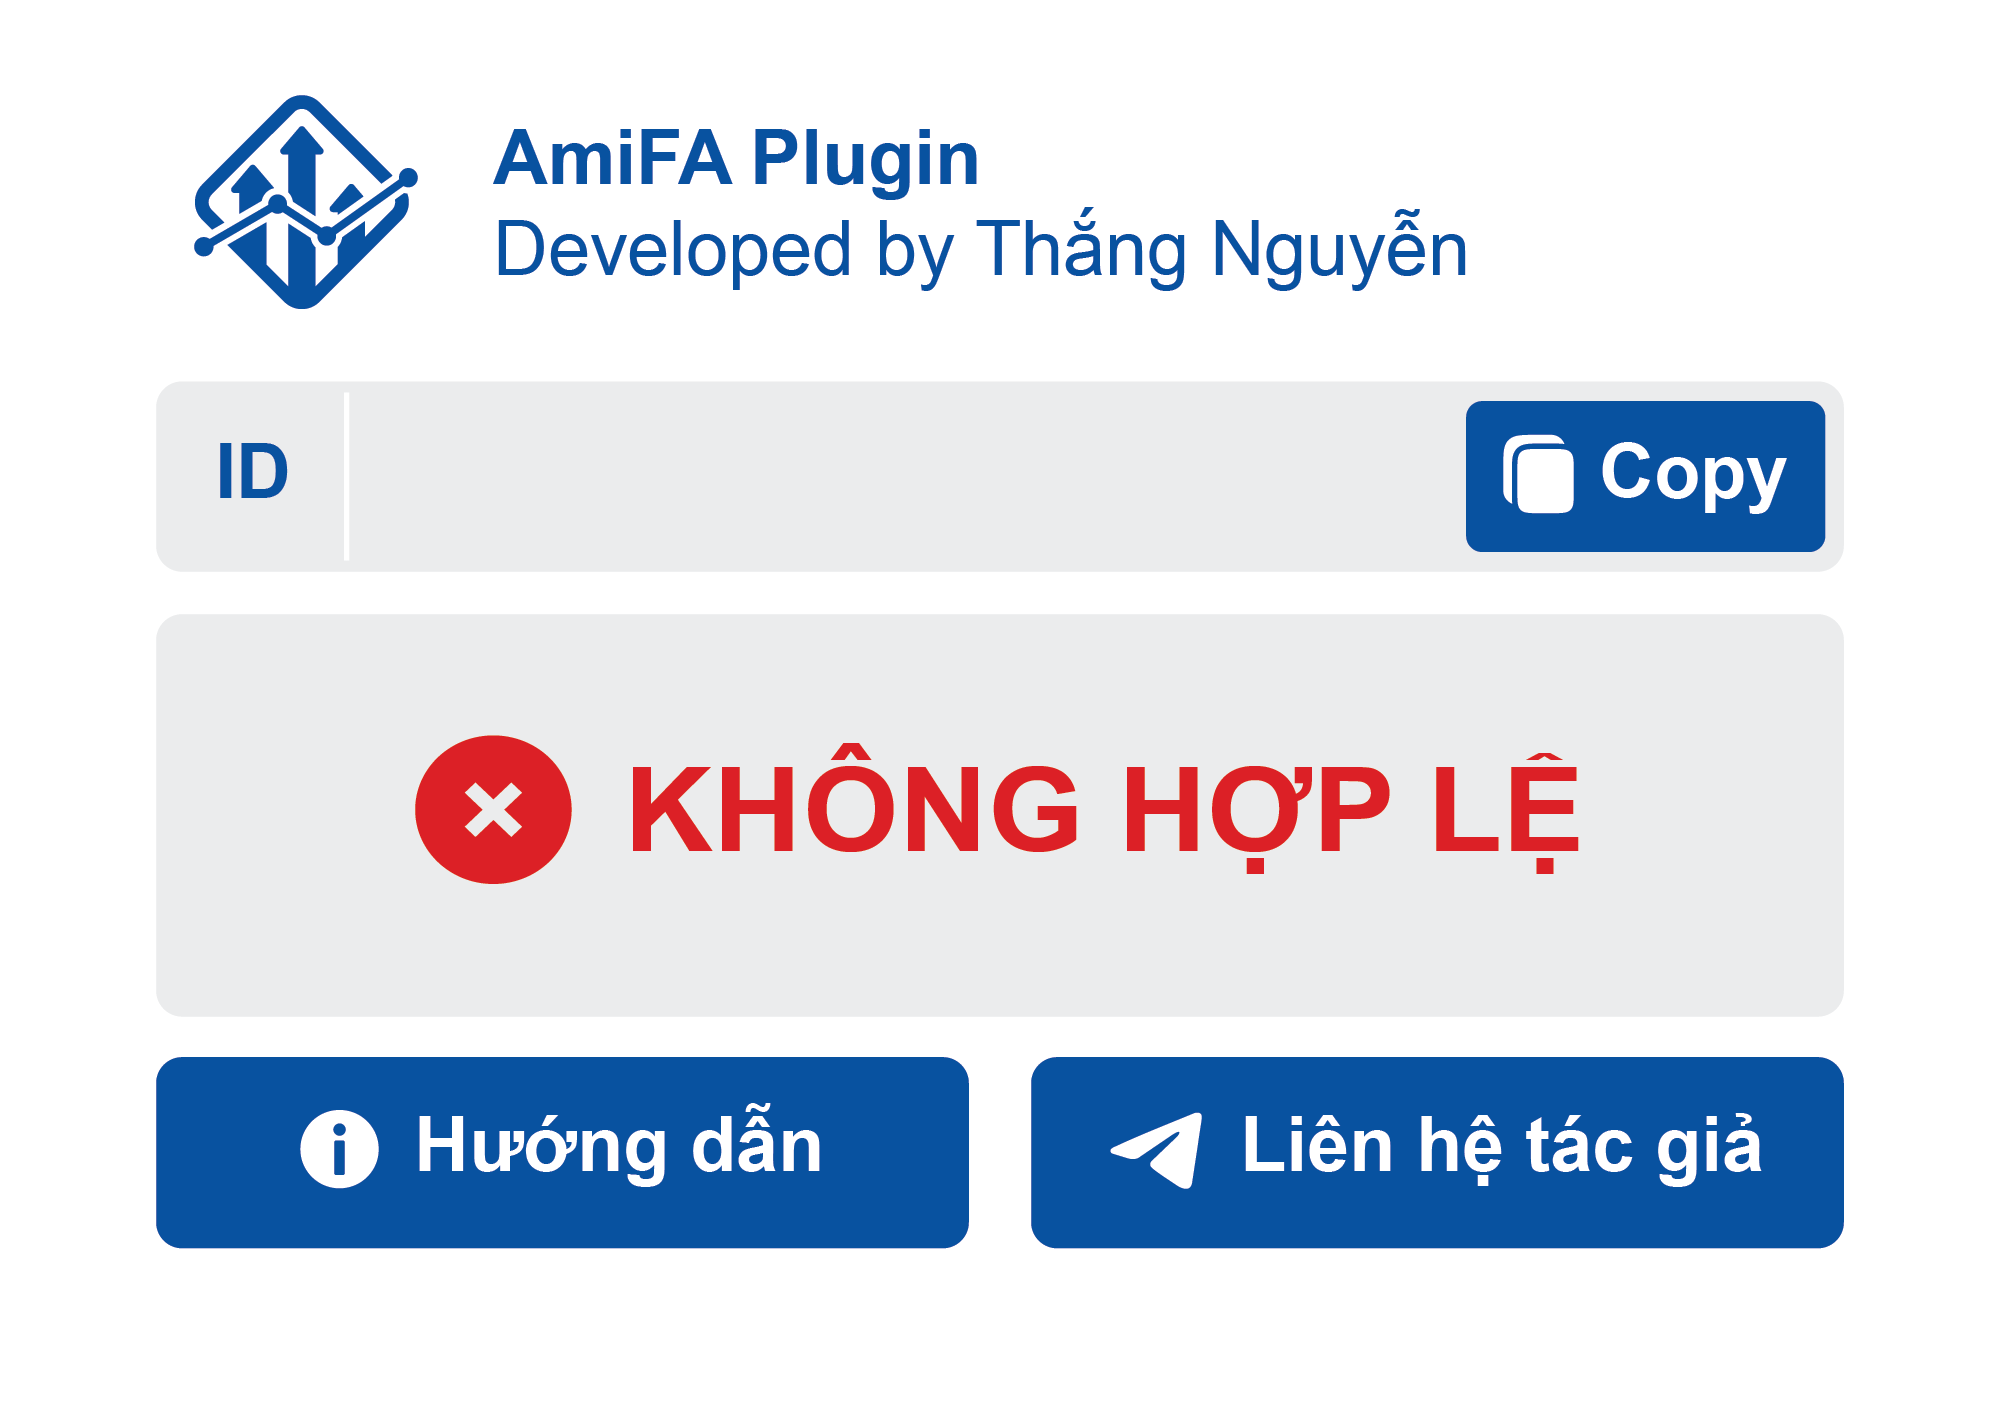 AmiFA Plugin
Developed by Thắng Nguyễn
ID
Copy
KHÔNG HỢP LỆ
Hướng dẫn
Liên hệ tác giả